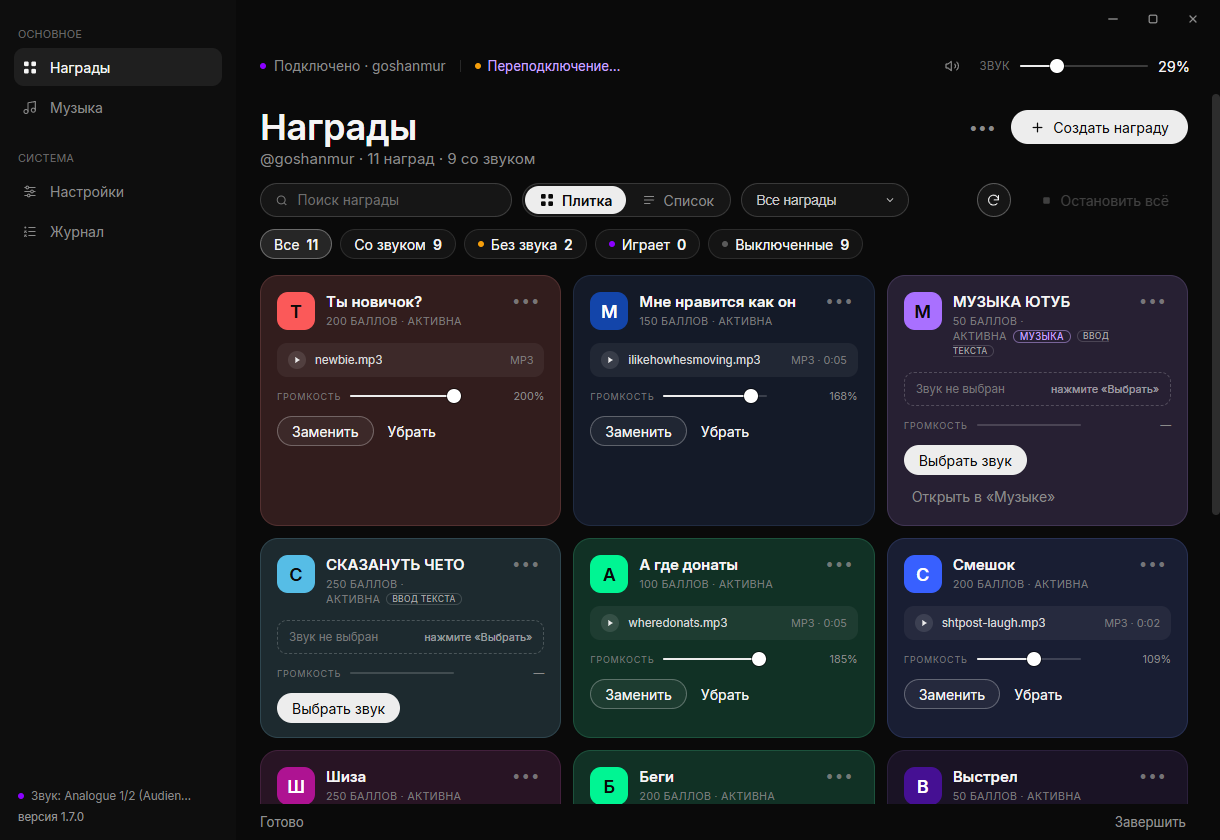 ОСНОВНОЕ
Награды
Музыка
СИСТЕМА
Настройки
Журнал
Звук: Analogue 1/2 (Audien...
версия 1.7.0
Подключено · goshanmur
Переподключение...
ЗВУК
29%
Награды
@goshanmur · 11 наград · 9 со звуком
Создать награду
Поиск награды
Плитка
Список
Все награды
Остановить всё
Все 11
Со звуком 9
Без звука 2
Играет 0
Выключенные 9
Т
Ты новичок?
200 БАЛЛОВ · АКТИВНА
newbie.mp3
MP3
ГРОМКОСТЬ
200%
Заменить
Убрать
М
Мне нравится как он
150 БАЛЛОВ · АКТИВНА
ilikehowhesmoving.mp3
MP3 · 0:05
ГРОМКОСТЬ
168%
Заменить
Убрать
М
МУЗЫКА ЮТУБ
50 БАЛЛОВ ·
АКТИВНА МУЗЫКА ВВОД
ТЕКСТА
Звук не выбран
нажмите «Выбрать»
ГРОМКОСТЬ
—
Выбрать звук
Открыть в «Музыке»
С
СКАЗАНУТЬ ЧЕТО
250 БАЛЛОВ ·
АКТИВНА ВВОД ТЕКСТА
Звук не выбран
нажмите «Выбрать»
ГРОМКОСТЬ
—
Выбрать звук
А
А где донаты
100 БАЛЛОВ · АКТИВНА
wheredonats.mp3
MP3 · 0:05
ГРОМКОСТЬ
185%
Заменить
Убрать
С
Смешок
200 БАЛЛОВ · АКТИВНА
shtpost-laugh.mp3
MP3 · 0:02
ГРОМКОСТЬ
109%
Заменить
Убрать
Ш
Шиза
250 БАЛЛОВ · АКТИВНА
Б
Беги
200 БАЛЛОВ · АКТИВНА
В
Выстрел
50 БАЛЛОВ · АКТИВНА
Готово
Завершить